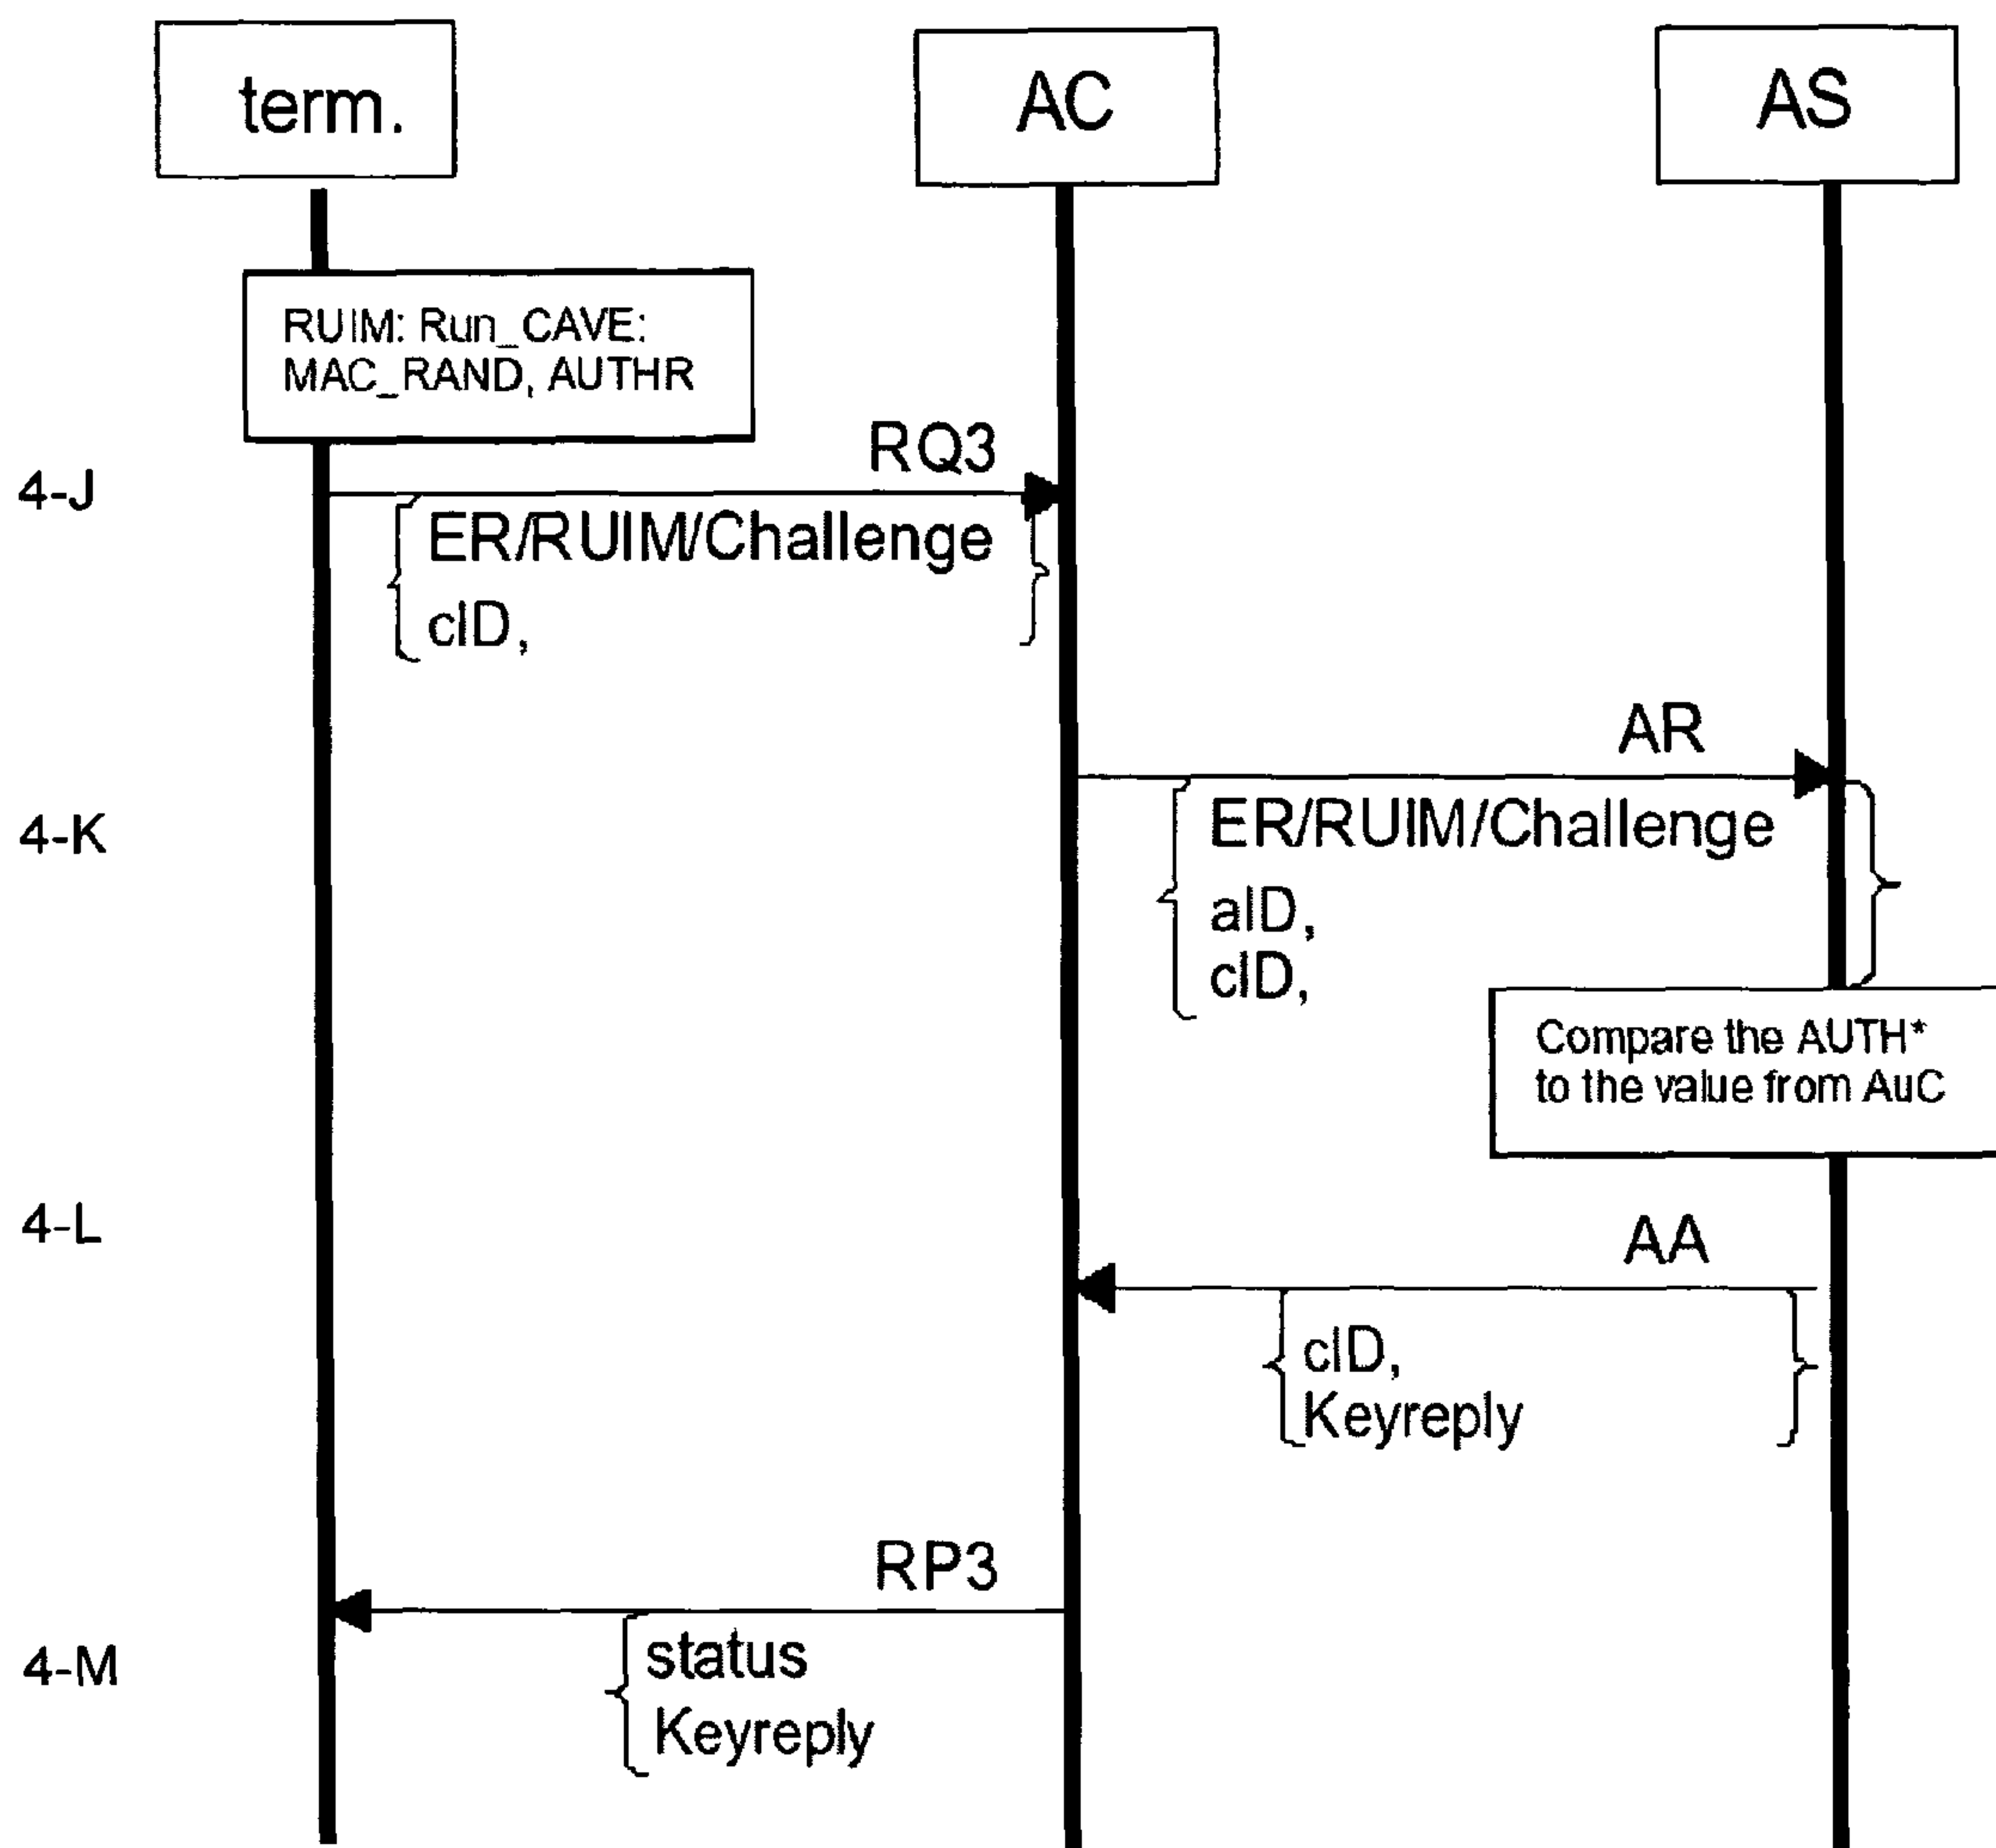 term.
AC
AS
RUIM: Run_CAVE:
MAC_RAND, AUTHR
RQ3
4-J
ER/RUIM/Challenge
cID,
AR
4-K
ER/RUIM/Challenge
aID,
cID,
Compare the AUTH*
to the value from AuC
4-L
AA
cID,
Keyreply
RP3
4-M
status
Keyreply